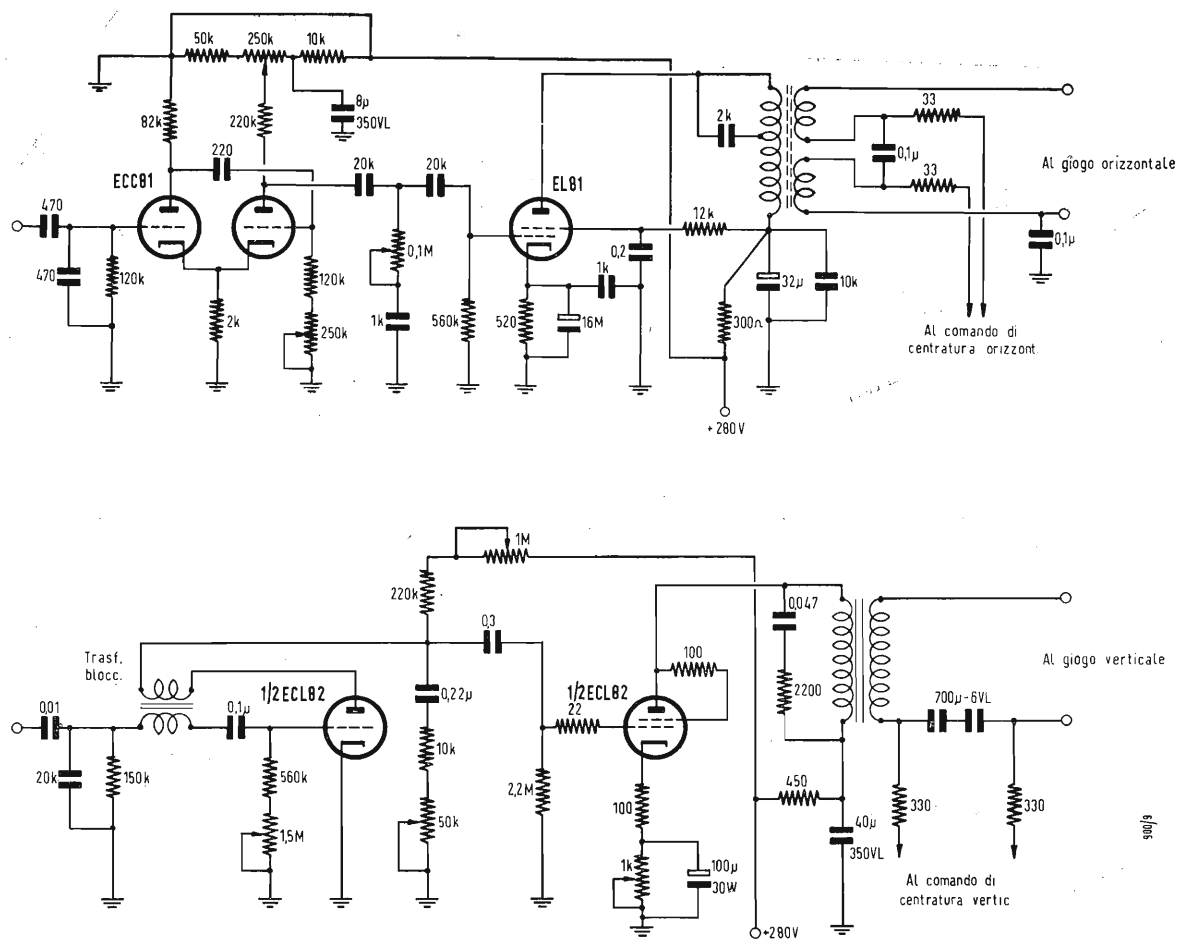 50k
250k
10k
82k
220k
8µ
350VL
220
ECC81
20k
20k
EL81
2k
33
0,1µ
33
Al giogo orizzontale
470
470
120k
2k
120k
250k
0,1M
1k
560k
520
16M
1k
0,2
12k
300Ω
32µ
10k
0,1µ
Al comando di
centratura orizzont.
+280V
1M
220k
0,3
Trasf.
blocc.
1/2ECL82
0,01
0,1µ
20k
150k
560k
1,5M
0,22µ
10k
50k
2,2M
22
1/2ECL82
100
100
1k
100µ
30W
0,047
2200
450
40µ
350VL
700µ-6VL
330
330
Al giogo verticale
Al comando di
centratura vertic
+280V